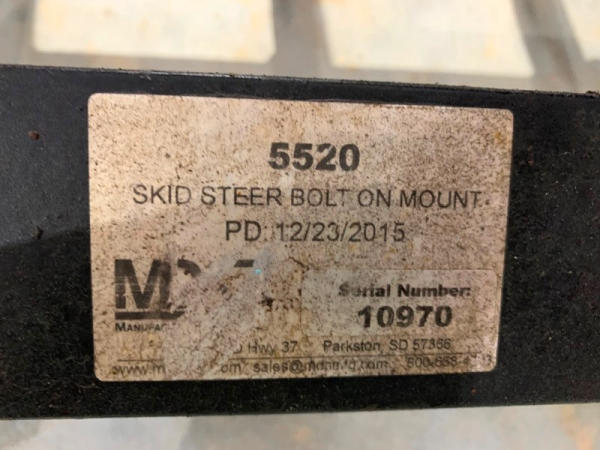 5520
SKID STEER BOLT ON MOUNT
PD: 12/23/2015
Serial Number:
10970
Hwy 37 Parkston, SD 57366